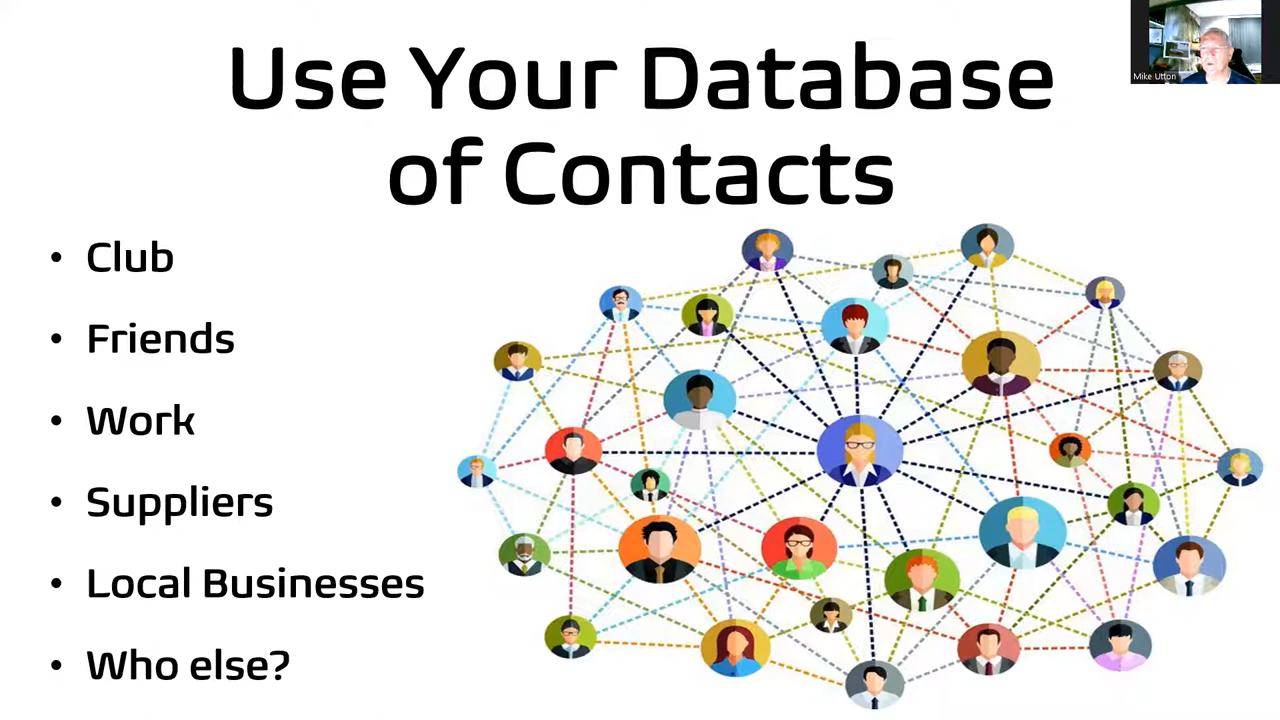 Use Your Database
of Contacts
Mike Utton
• Club
• Friends
• Work
• Suppliers
• Local Businesses
• Who else?